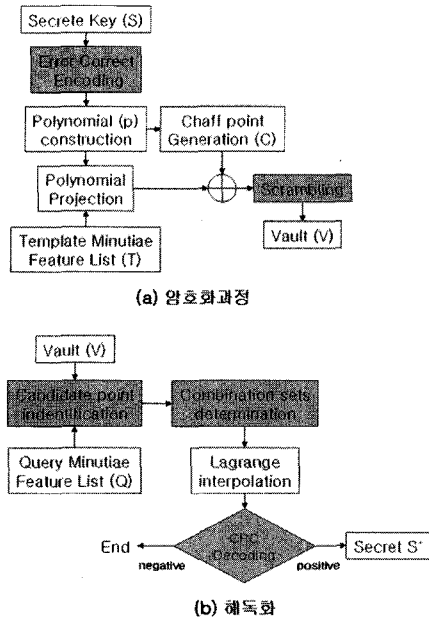 Secrete Key (S)
Error Correct
Encoding
Polynomial (p)
construction
Chaff point
Generation (C)
Polynomial
Projection
Scrambling
Vault (V)
Template Minutiae
Feature List (T)
(a) 암호화과정
Vault (V)
Candidate point
indentification
Combination sets
determination
Query Minutiae
Feature List (Q)
Lagrange
interpolation
CRC
Decoding
End
negative
positive
Secret S*
(b) 해독화